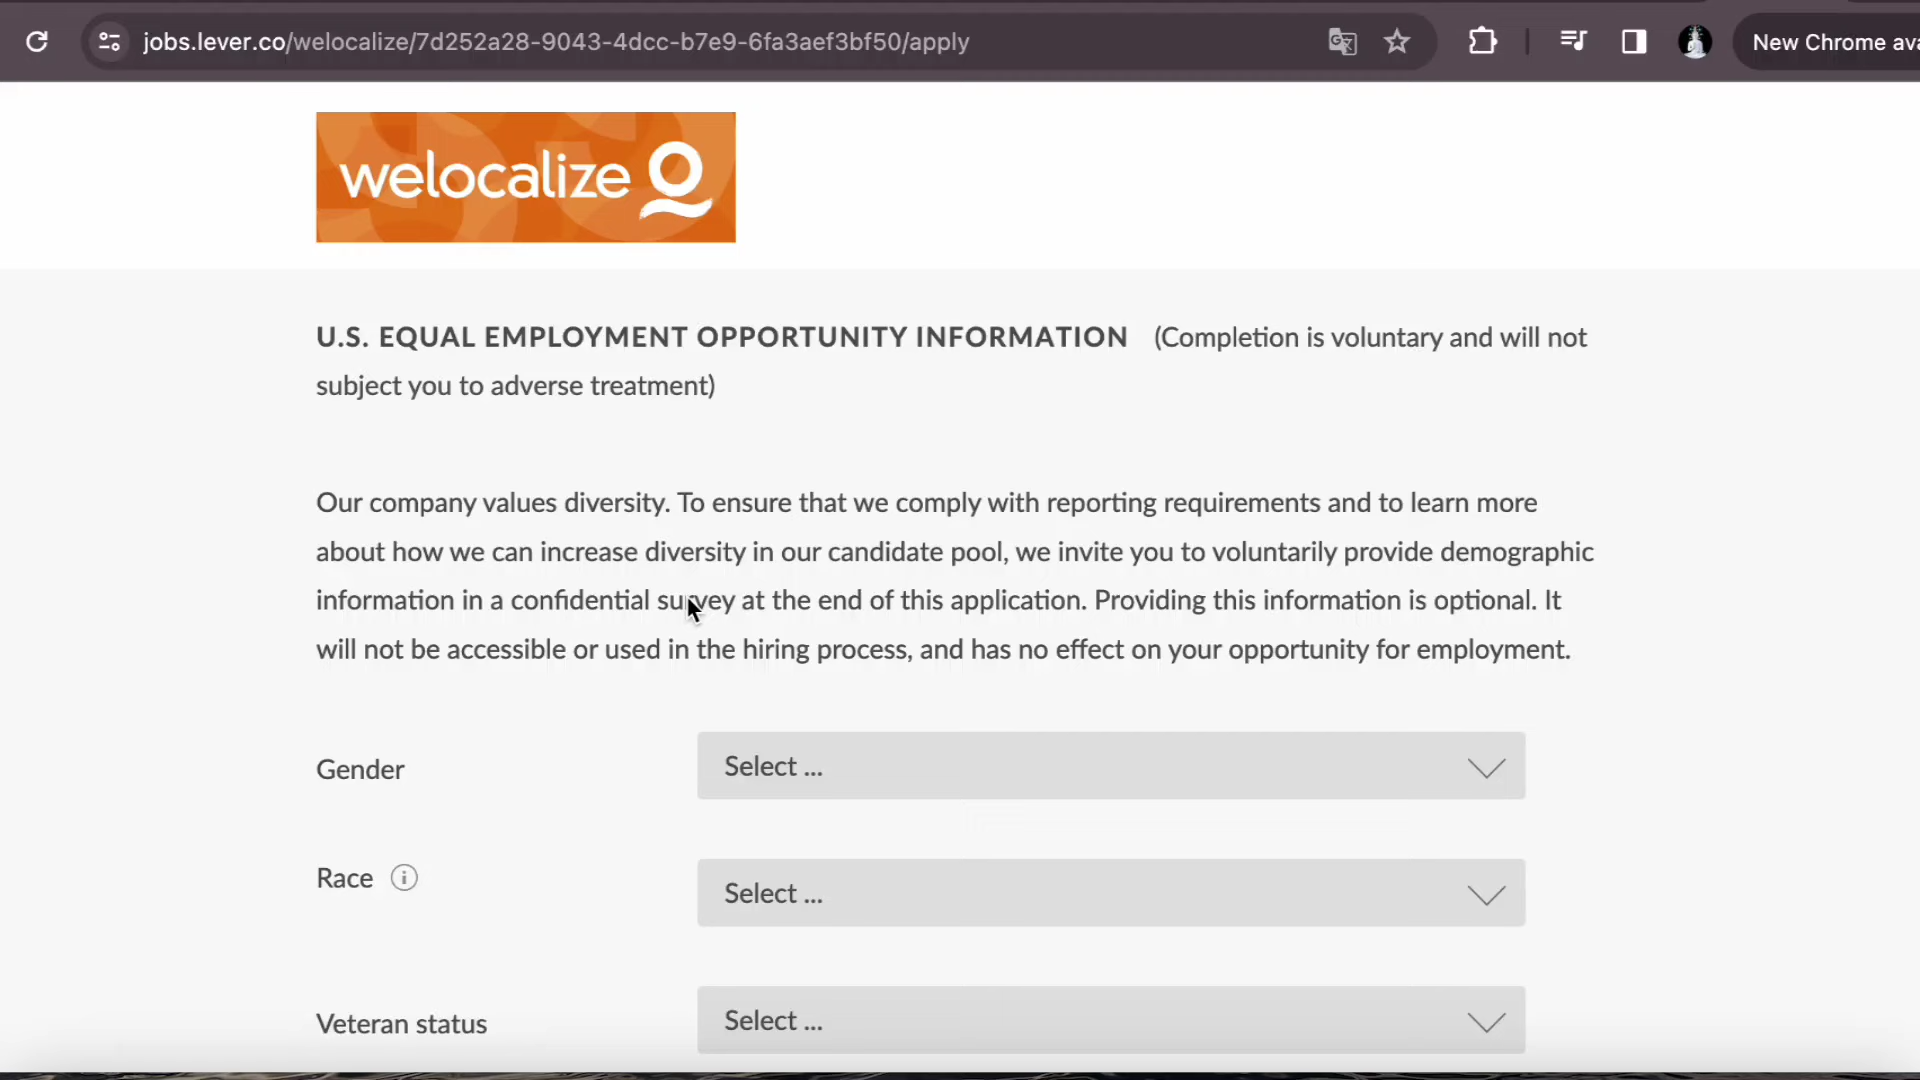 jobs.lever.co/welocalize/7d252a28-9043-4dcc-b7e9-6fa3aef3bf50/apply
New Chrome ava
welocalize
U.S. EQUAL EMPLOYMENT OPPORTUNITY INFORMATION (Completion is voluntary and will not
subject you to adverse treatment)
Our company values diversity. To ensure that we comply with reporting requirements and to learn more
about how we can increase diversity in our candidate pool, we invite you to voluntarily provide demographic
information in a confidential survey at the end of this application. Providing this information is optional. It
will not be accessible or used in the hiring process, and has no effect on your opportunity for employment.
Gender
Select ...
Race
Select ...
Veteran status
Select ...